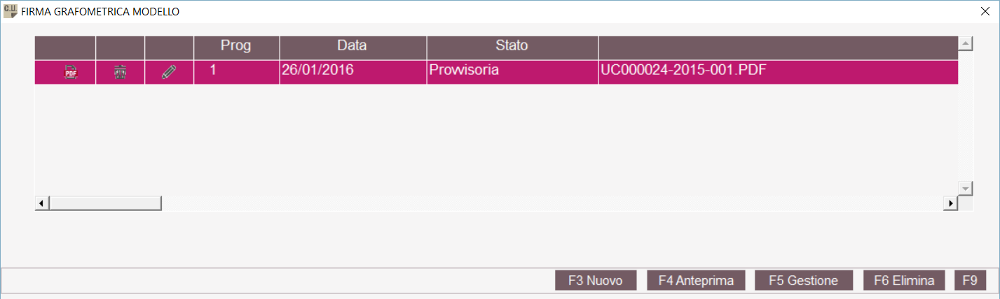 C.U. FIRMA GRAFOMETRICA MODELLO
Prog Data Stato
PDF 1 26/01/2016 Provvisoria UC000024-2015-001.PDF
F3 Nuovo F4 Anteprima F5 Gestione F6 Elimina F9